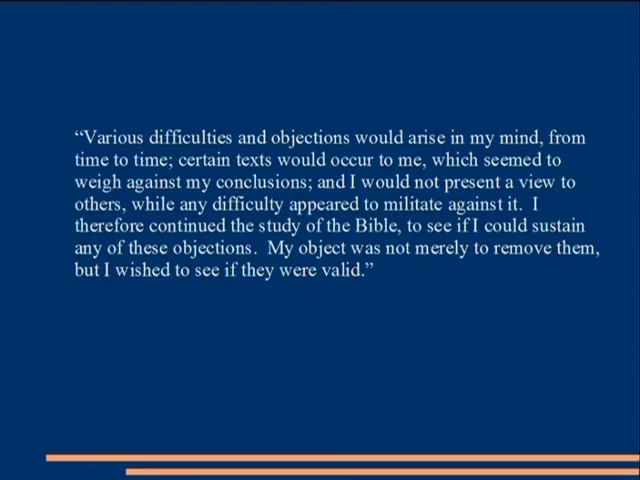 “Various difficulties and objections would arise in my mind, from
time to time; certain texts would occur to me, which seemed to
weigh against my conclusions; and I would not present a view to
others, while any difficulty appeared to militate against it.  I
therefore continued the study of the Bible, to see if I could sustain
any of these objections.  My object was not merely to remove them,
but I wished to see if they were valid.”